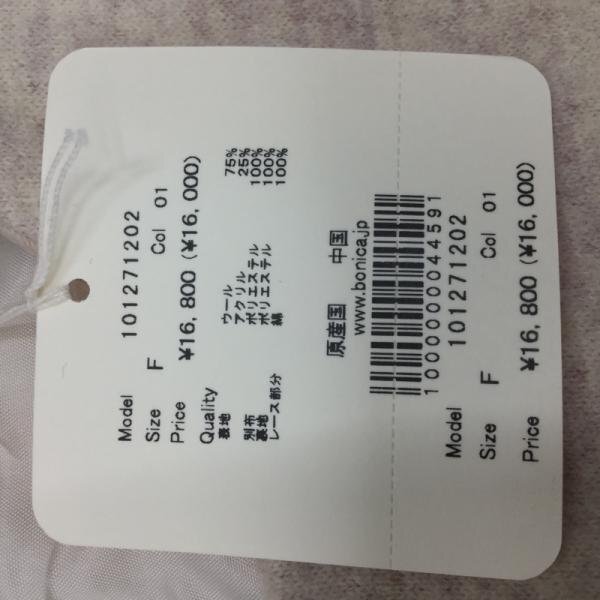 Model 101271202
Size F Col 01
Price ¥16,800(¥16,000)
Quality
表地 ウール 75%
アクリル 25%
別布 ポリエステル 100%
裏地 ポリエステル 100%
レース部分 綿 100%
原産国 中国
www.bonica.jp
1000000044591
Model 101271202
Size F Col 01
Price ¥16,800(¥16,000)